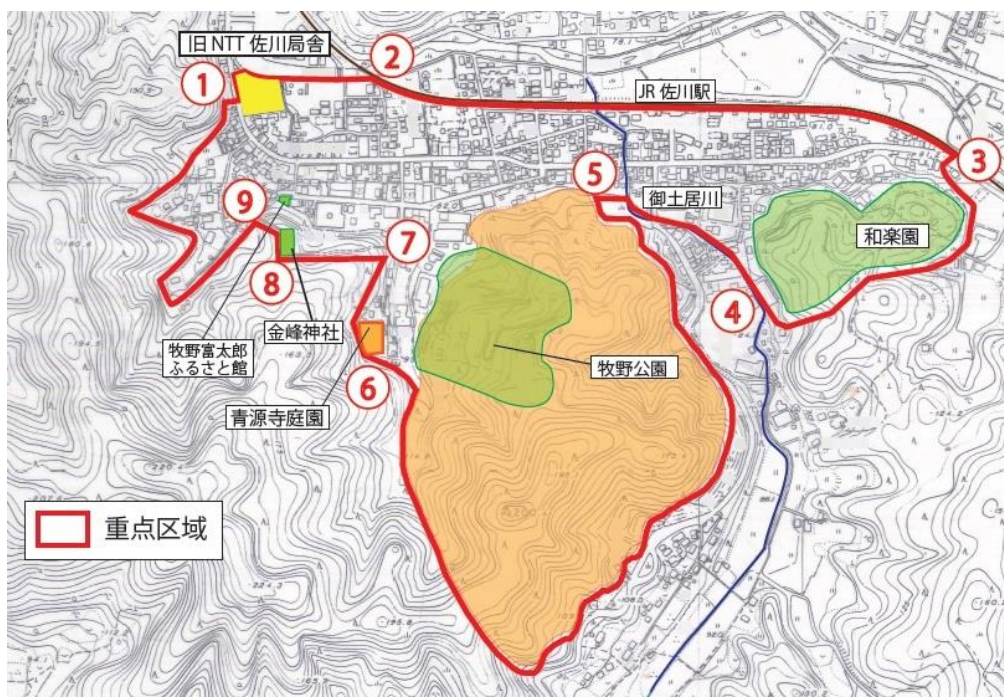 旧NTT佐川局舎
①
②
JR佐川駅
③
⑤
御土居川
⑨
⑦
和楽園
⑧
④
金峰神社
牧野富太郎
ふるさと館
牧野公園
⑥
青源寺庭園
重点区域